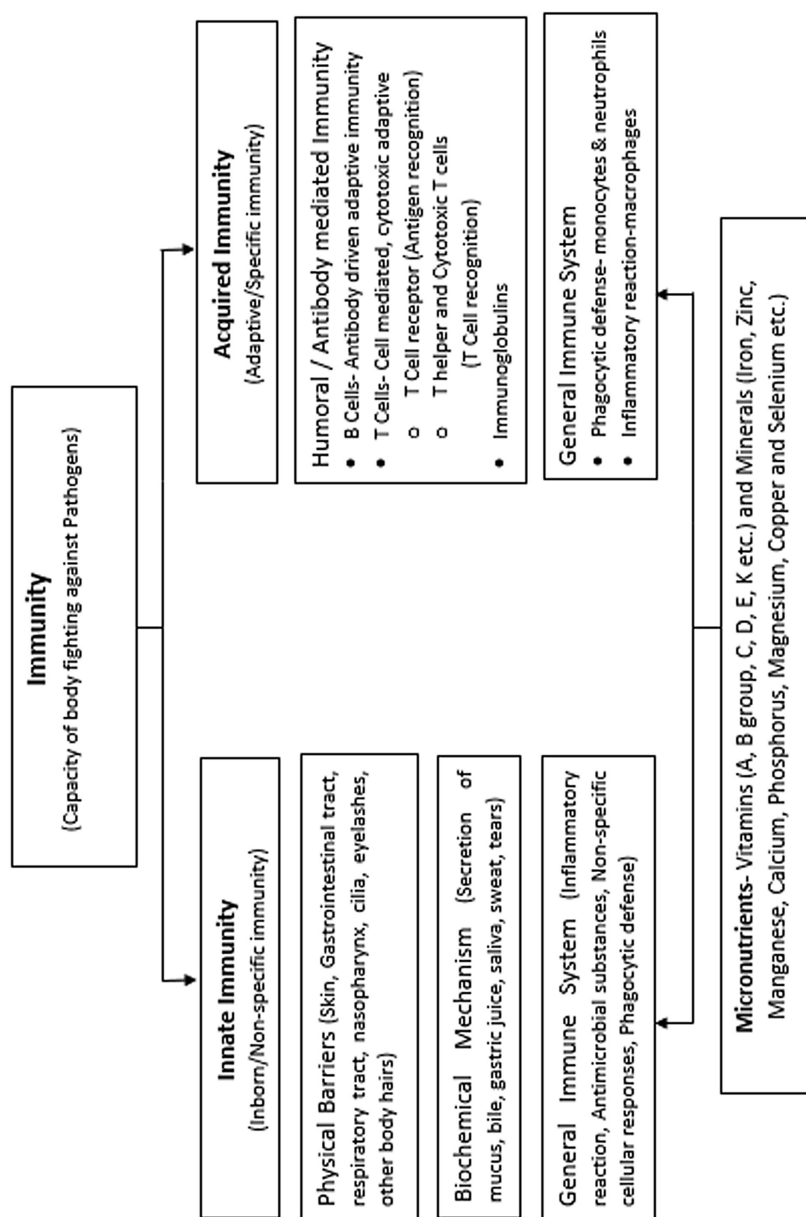 Immunity
(Capacity of body fighting against Pathogens)
Innate Immunity
(Inborn/Non-specific immunity)
Physical Barriers (Skin, Gastrointestinal tract,
respiratory tract, nasopharynx, cilia, eyelashes,
other body hairs)
Biochemical Mechanism (Secretion of
mucus, bile, gastric juice, saliva, sweat, tears)
General Immune System (Inflammatory
reaction, Antimicrobial substances, Non-specific
cellular responses, Phagocytic defense)
Acquired Immunity
(Adaptive/Specific immunity)
Humoral / Antibody mediated Immunity
• B Cells- Antibody driven adaptive immunity
• T Cells- Cell mediated, cytotoxic adaptive
o T Cell receptor (Antigen recognition)
o T helper and Cytotoxic T cells
(T Cell recognition)
• Immunoglobulins
General Immune System
• Phagocytic defense- monocytes & neutrophils
• Inflammatory reaction-macrophages
Micronutrients- Vitamins (A, B group, C, D, E, K etc.) and Minerals (Iron, Zinc,
Manganese, Calcium, Phosphorus, Magnesium, Copper and Selenium etc.)